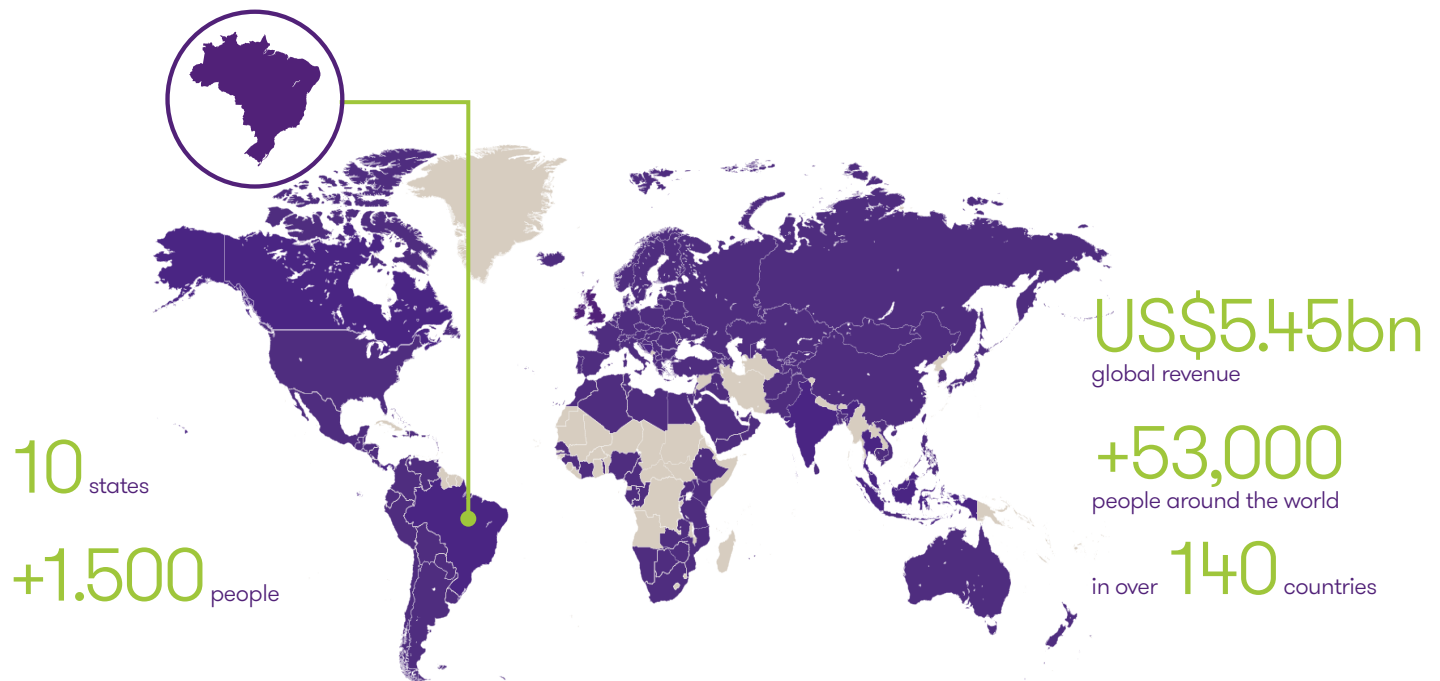 10 states
+1.500 people
US$5.45bn
global revenue
+53,000
people around the world
in over 140 countries